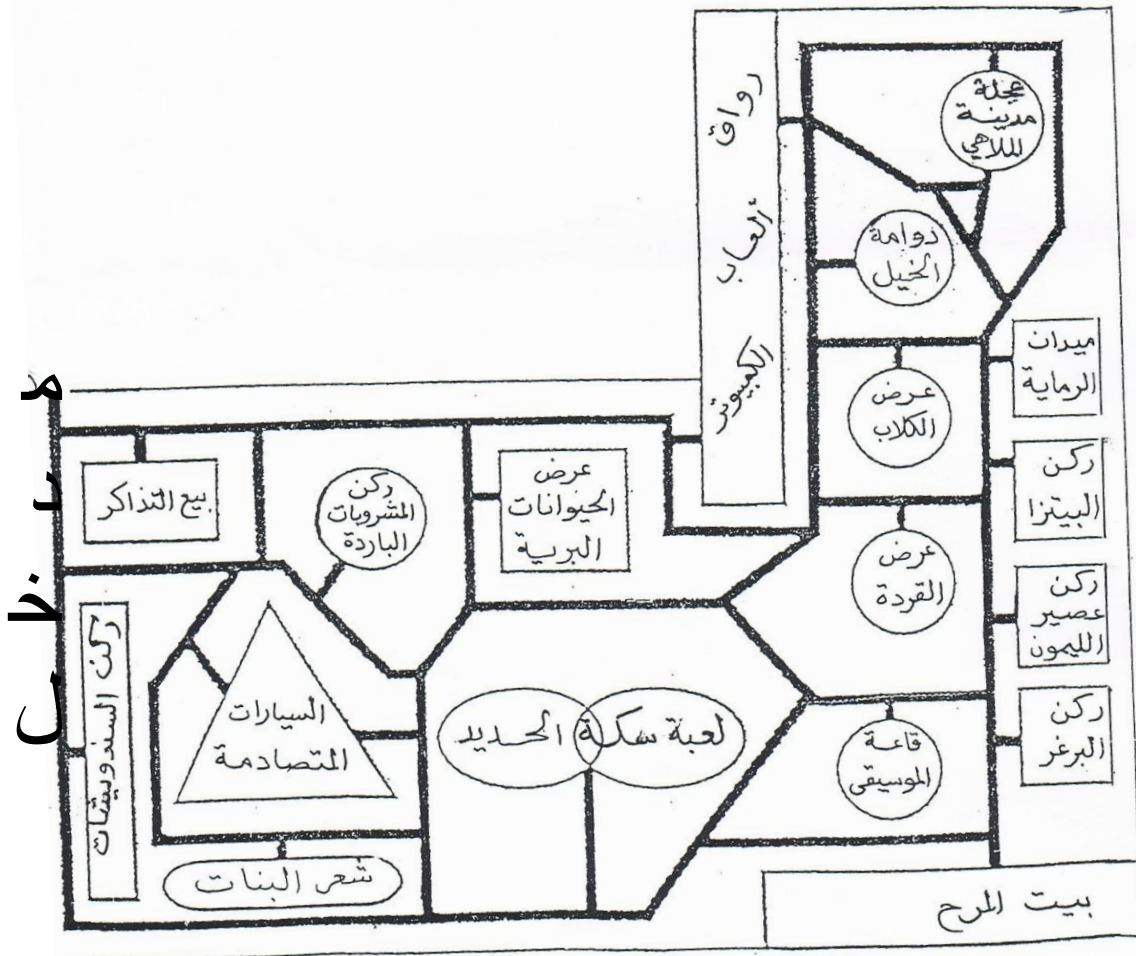 رواق
ألعاب
الكمبيوتر
عجلة
مدينة
الملاهي
دوامة
الخيل
ميدان
الرماية
عرض
الكلاب
ركن
البيتزا
عرض
القردة
ركن
عصير
الليمون
ركن
البرغر
قاعة
الموسيقى
بيت المرح
مدخل
بيع التذاكر
ركن
المشروبات
الباردة
عرض
الحيوانات
البرية
ركن السندويشات
السيارات
المتصادمة
لعبة سكة الحديد
شعر البنات